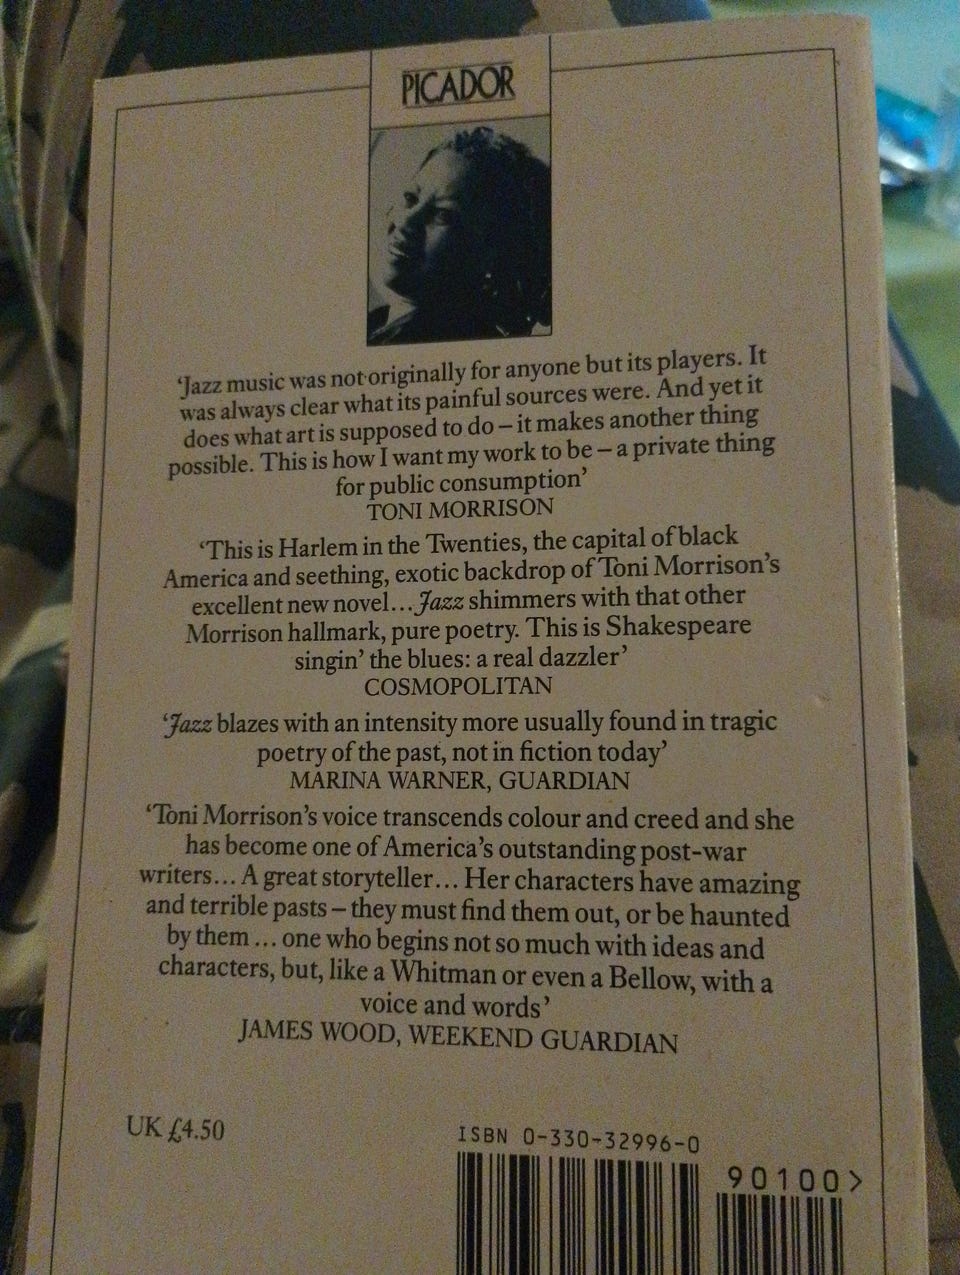 PICADOR
‘Jazz music was not originally for anyone but its players. It
was always clear what its painful sources were. And yet it
does what art is supposed to do – it makes another thing
possible. This is how I want my work to be – a private thing
for public consumption’
TONI MORRISON
‘This is Harlem in the Twenties, the capital of black
America and seething, exotic backdrop of Toni Morrison’s
excellent new novel… Jazz shimmers with that other
Morrison hallmark, pure poetry. This is Shakespeare
singin’ the blues: a real dazzler’
COSMOPOLITAN
‘Jazz blazes with an intensity more usually found in tragic
poetry of the past, not in fiction today’
MARINA WARNER, GUARDIAN
‘Toni Morrison’s voice transcends colour and creed and she
has become one of America’s outstanding post-war
writers… A great storyteller… Her characters have amazing
and terrible pasts – they must find them out, or be haunted
by them … one who begins not so much with ideas and
characters, but, like a Whitman or even a Bellow, with a
voice and words’
JAMES WOOD, WEEKEND GUARDIAN
UK £4.50
ISBN 0-330-32996-0
90100>